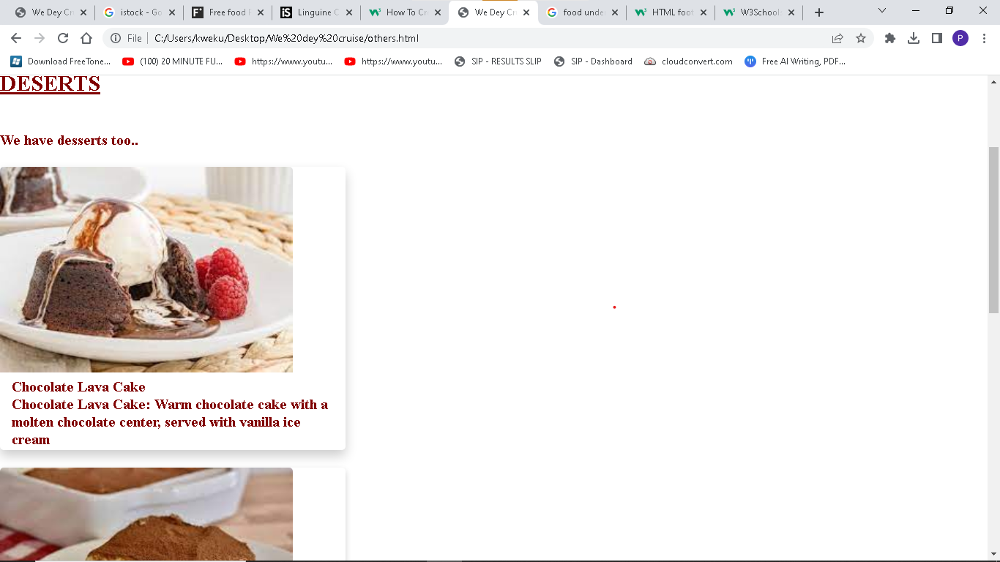 We Dey Cr
istock - Go
Free food F
Linguine C
How To Cr
We Dey Cr
food unde
HTML foot
W3School
File
C:/Users/kweku/Desktop/We%20dey%20cruise/others.html
P
Download FreeTone...
(100) 20 MINUTE FU...
https://www.youtu...
https://www.youtu...
SIP - RESULTS SLIP
SIP - Dashboard
cloudconvert.com
Free AI Writing, PDF...
DESERTS
We have desserts too..
Chocolate Lava Cake
Chocolate Lava Cake: Warm chocolate cake with a
molten chocolate center, served with vanilla ice
cream